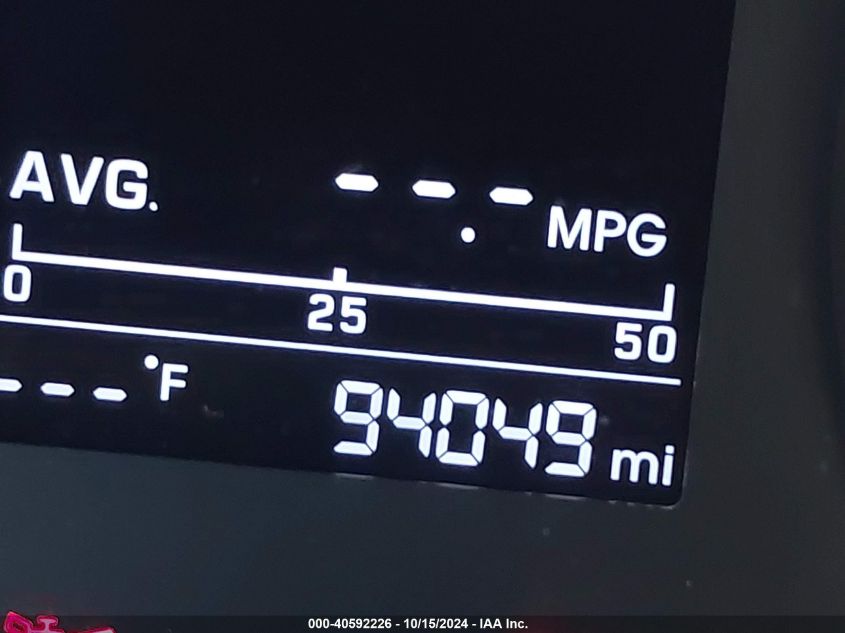 AVG. --.- MPG
0 25 50
---°F 94049 mi
000-40592226 - 10/15/2024 - IAA Inc.